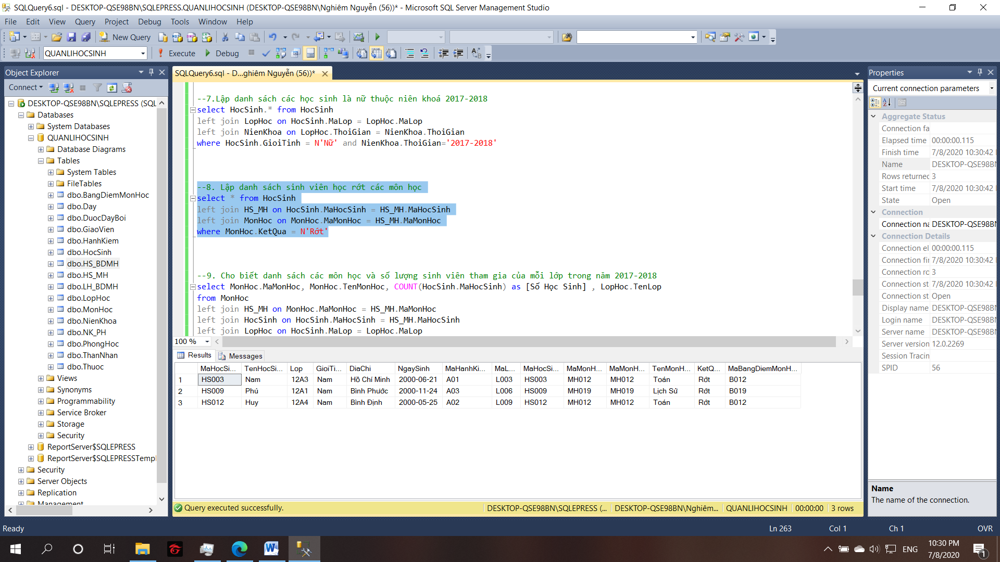 SQLQuery6.sql - DESKTOP-QSE98BN\SQLEPRESS.QUANLIHOCSINH (DESKTOP-QSE98BN\Nghiêm Nguyễn (56))* - Microsoft SQL Server Management Studio
File Edit View Query Project Debug Tools Window Help
New Query
QUANLIHOCSINH Execute Debug
Object Explorer
Connect
DESKTOP-QSE98BN\SQLEPRESS (SQL
Databases
System Databases
QUANLIHOCSINH
Database Diagrams
Tables
System Tables
FileTables
dbo.BangDiemMonHoc
dbo.Day
dbo.DuocDayBoi
dbo.GiaoVien
dbo.HanhKiem
dbo.HocSinh
dbo.HS_BDMH
dbo.HS_MH
dbo.LH_BDMH
dbo.LopHoc
dbo.MonHoc
dbo.NienKhoa
dbo.NK_PH
dbo.PhongHoc
dbo.ThanNhan
dbo.Thuoc
Views
Synonyms
Programmability
Service Broker
Storage
Security
ReportServer$SQLEPRESS
ReportServer$SQLEPRESSTemp
Security
Server Objects
Replication
Management
SQLQuery6.sql - D...ghiêm Nguyễn (56))*
--7.Lập danh sách các học sinh là nữ thuộc niên khoá 2017-2018
select HocSinh.* from HocSinh
left join LopHoc on HocSinh.MaLop = LopHoc.MaLop
left join NienKhoa on LopHoc.ThoiGian = NienKhoa.ThoiGian
where HocSinh.GioiTinh = N'Nữ' and NienKhoa.ThoiGian='2017-2018'
--8. Lập danh sách sinh viên học rớt các môn học
select * from HocSinh
left join HS_MH on HocSinh.MaHocSinh = HS_MH.MaHocSinh
left join MonHoc on MonHoc.MaMonHoc = HS_MH.MaMonHoc
where MonHoc.KetQua = N'Rớt'
--9. Cho biết danh sách các môn học và số lượng sinh viên tham gia của mỗi lớp trong năm 2017-2018
select MonHoc.MaMonHoc, MonHoc.TenMonHoc, COUNT(HocSinh.MaHocSinh) as [Số Học Sinh] , LopHoc.TenLop
from MonHoc
left join HS_MH on MonHoc.MaMonHoc = HS_MH.MaMonHoc
left join HocSinh on HocSinh.MaHocSinh = HS_MH.MaHocSinh
left join LopHoc on HocSinh.MaLop = LopHoc.MaLop
100 %
Results Messages
MaHocSi... TenHocSi... Lop GioiTi... DiaChi NgaySinh MaHanhKi... MaL... MaHocSi... MaMonH... MaMonH... TenMonH... KetQ... MaBangDiemMonH...
1 HS003 Nam 12A3 Nam Hồ Chí Minh 2000-06-21 A01 L003 HS003 MH012 MH012 Toán Rớt B012
2 HS009 Phú 12A1 Nam Bình Phước 2000-11-24 A03 L006 HS009 MH019 MH019 Lịch Sử Rớt B019
3 HS012 Huy 12A4 Nam Bình Định 2000-05-25 A02 L009 HS012 MH012 MH012 Toán Rớt B012
Query executed successfully. DESKTOP-QSE98BN\SQLEPRESS (... DESKTOP-QSE98BN\Nghiêm... QUANLIHOCSINH 00:00:00 3 rows
Properties
Current connection parameters
Aggregate Status
Connection fa
Elapsed time 00:00:00.115
Finish time 7/8/2020 10:30:42
Name DESKTOP-QSE98BN
Rows returned 3
Start time 7/8/2020 10:30:42
State Open
Connection
Connection na DESKTOP-QSE98BN
Connection Details
Connection el 00:00:00.115
Connection fin 7/8/2020 10:30:42
Connection ro 3
Connection st 7/8/2020 10:30:42
Connection st Open
Display name DESKTOP-QSE98BN
Login name DESKTOP-QSE98BN
Server name DESKTOP-QSE98BN
Server version 12.0.2269
Session Tracin
SPID 56
Name
The name of the connection.
Ready Ln 263 Col 1 Ch 1 OVR
ENG 10:30 PM
7/8/2020
1